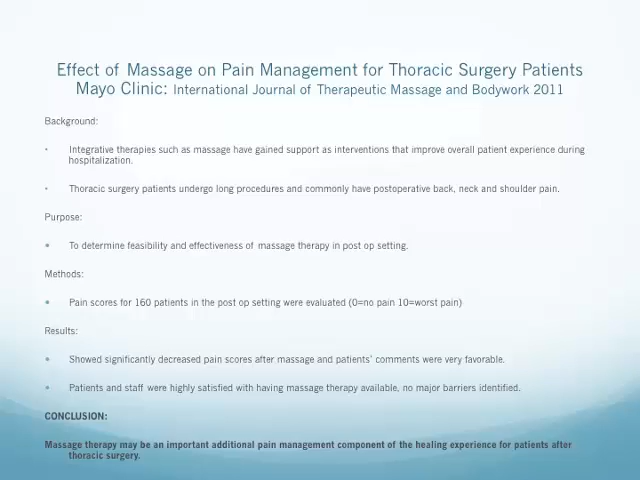 Effect of Massage on Pain Management for Thoracic Surgery Patients
Mayo Clinic: International Journal of Therapeutic Massage and Bodywork 2011
Background:
• Integrative therapies such as massage have gained support as interventions that improve overall patient experience during
hospitalization.
• Thoracic surgery patients undergo long procedures and commonly have postoperative back, neck and shoulder pain.
Purpose:
• To determine feasibility and effectiveness of massage therapy in post op setting.
Methods:
• Pain scores for 160 patients in the post op setting were evaluated (0=no pain 10=worst pain)
Results:
• Showed significantly decreased pain scores after massage and patients' comments were very favorable.
• Patients and staff were highly satisfied with having massage therapy available, no major barriers identified.
CONCLUSION:
Massage therapy may be an important additional pain management component of the healing experience for patients after
thoracic surgery.